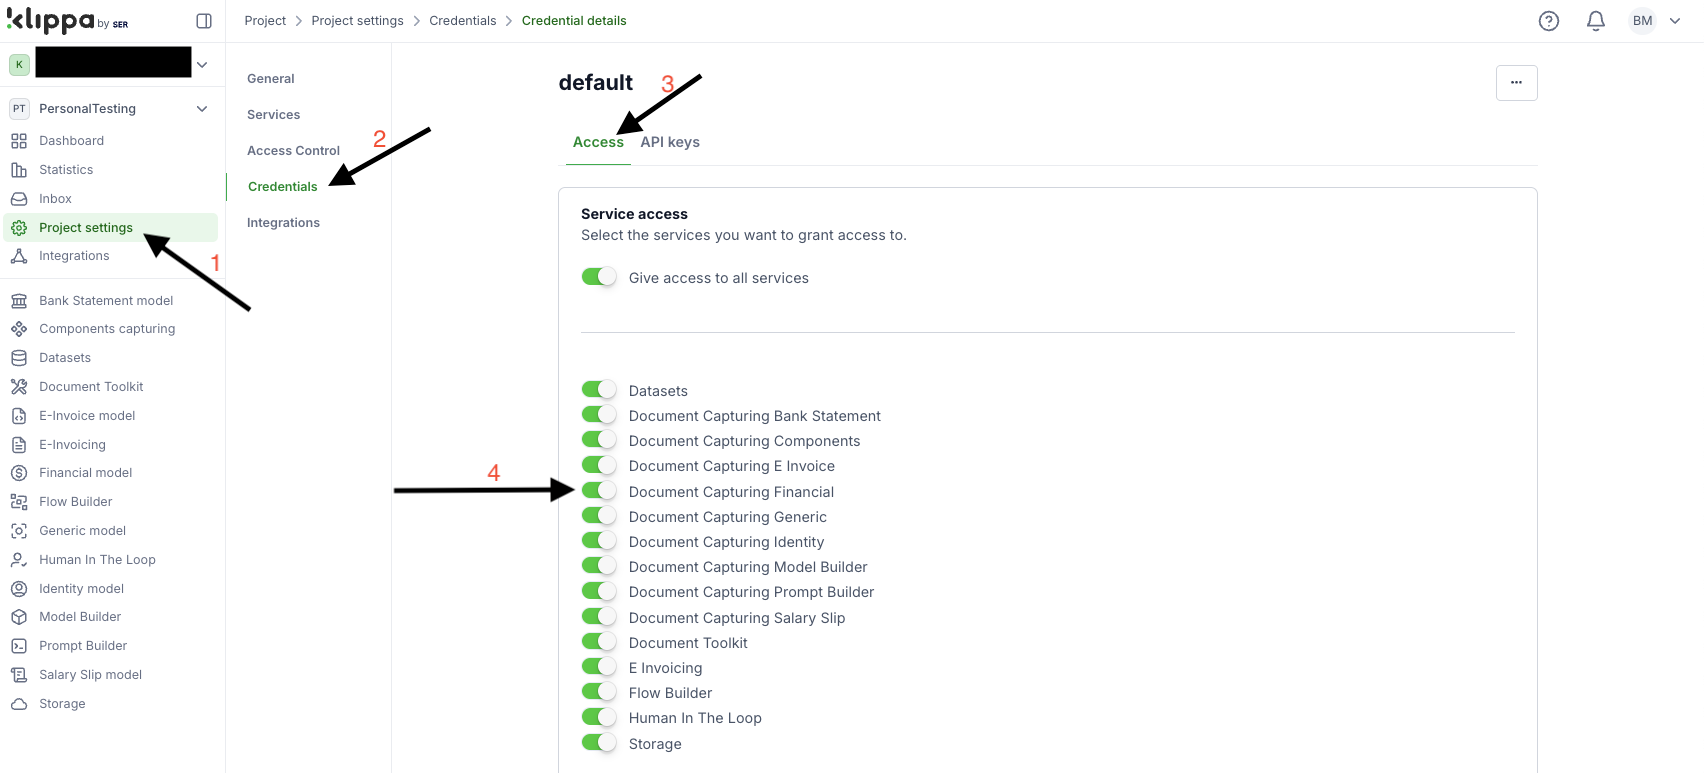 klippa by SER
Project > Project settings > Credentials > Credential details
BM
K
PT PersonalTesting
Dashboard
Statistics
Inbox
Project settings
Integrations
Bank Statement model
Components capturing
Datasets
Document Toolkit
E-Invoice model
E-Invoicing
Financial model
Flow Builder
Generic model
Human In The Loop
Identity model
Model Builder
Prompt Builder
Salary Slip model
Storage
1
General
Services
Access Control
Credentials
Integrations
2
default
3
Access API keys
Service access
Select the services you want to grant access to.
Give access to all services
Datasets
Document Capturing Bank Statement
Document Capturing Components
Document Capturing E Invoice
4
Document Capturing Financial
Document Capturing Generic
Document Capturing Identity
Document Capturing Model Builder
Document Capturing Prompt Builder
Document Capturing Salary Slip
Document Toolkit
E Invoicing
Flow Builder
Human In The Loop
Storage